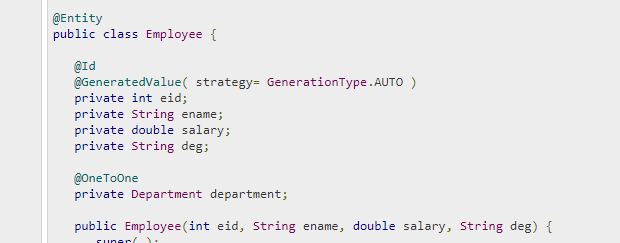 @Entity
public class Employee {
@Id
@GeneratedValue( strategy= GenerationType.AUTO )
private int eid;
private String ename;
private double salary;
private String deg;
@OneToOne
private Department department;
public Employee(int eid, String ename, double salary, String deg) {
super( );